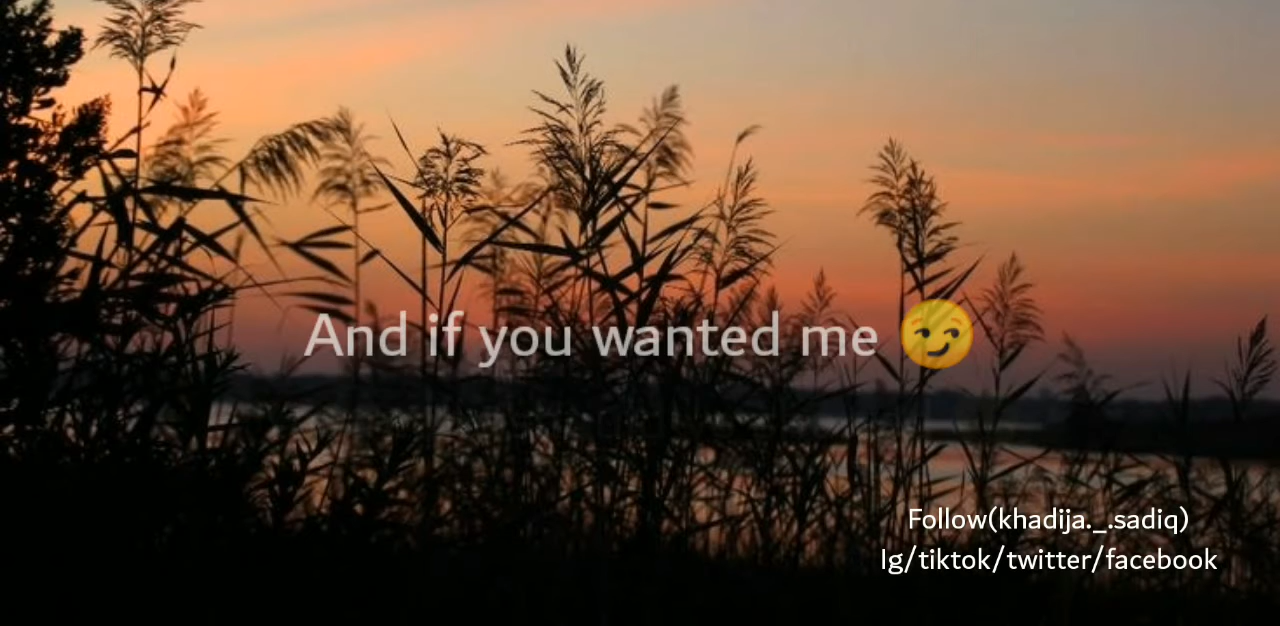 And if you wanted me 😏
Follow(khadija._.sadiq)
Ig/tiktok/twitter/facebook